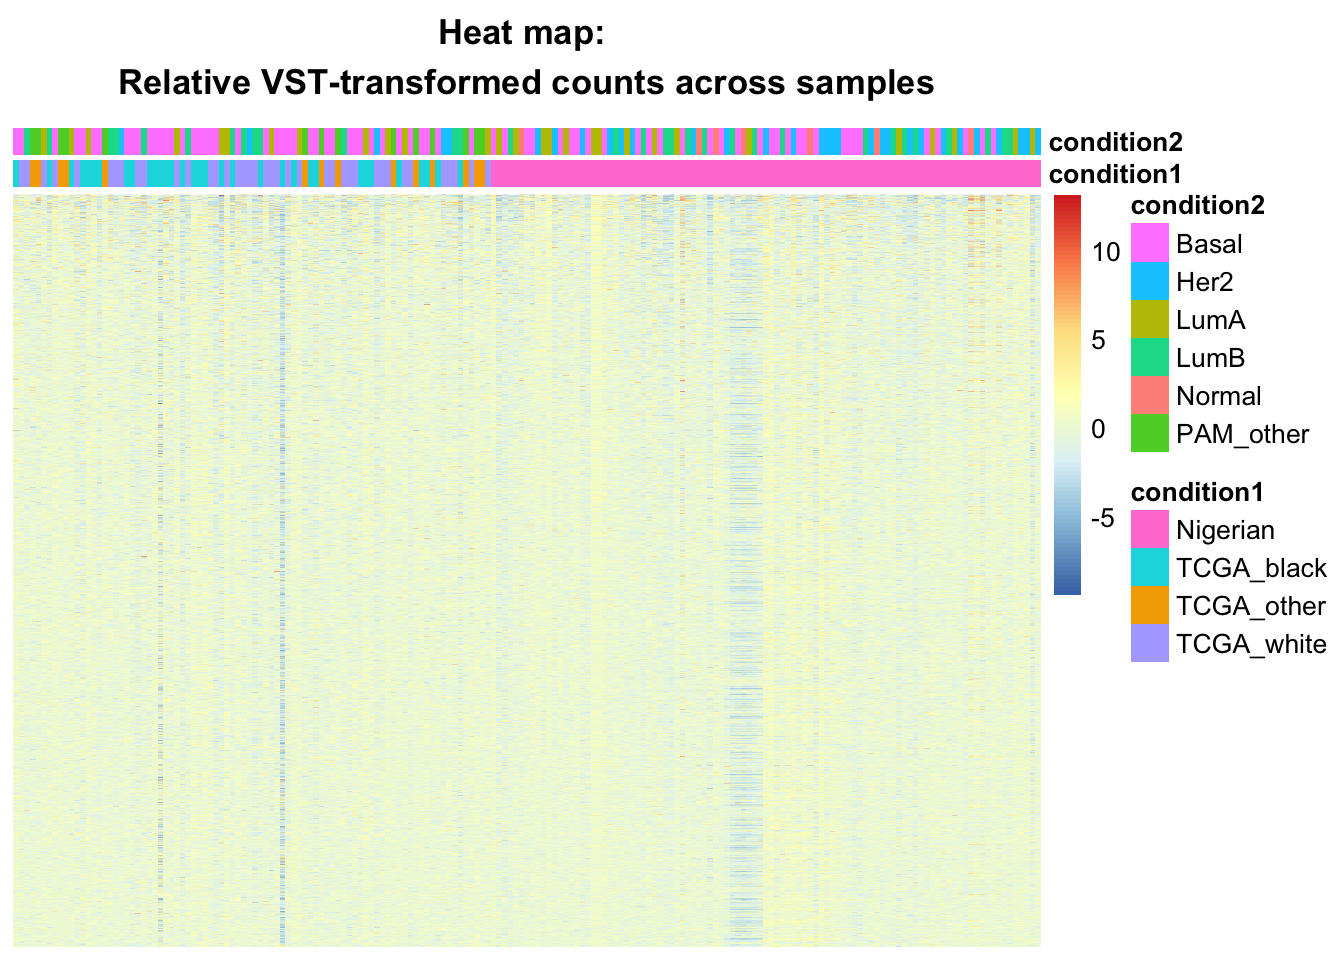 Heat map:
Relative VST-transformed counts across samples
condition2
condition1
10
5
0
-5
condition2
Basal
Her2
LumA
LumB
Normal
PAM_other
condition1
Nigerian
TCGA_black
TCGA_other
TCGA_white